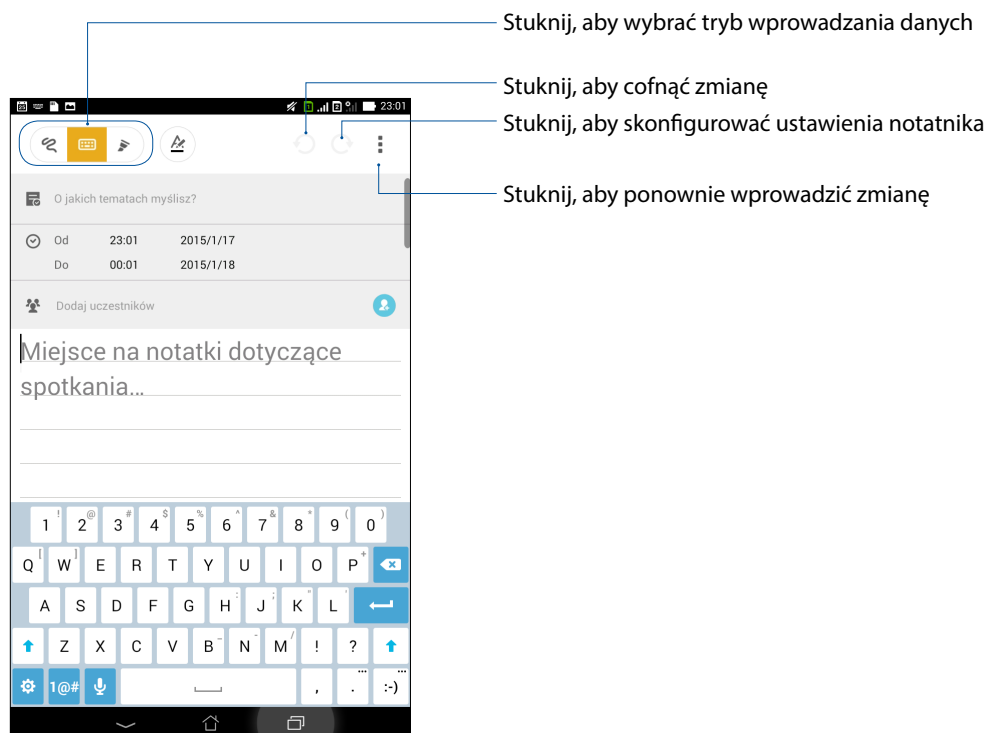 Stuknij, aby wybrać tryb wprowadzania danych
Stuknij, aby cofnąć zmianę
Stuknij, aby skonfigurować ustawienia notatnika
Stuknij, aby ponownie wprowadzić zmianę
23:01
O jakich tematach myślisz?
Od 23:01 2015/1/17
Do 00:01 2015/1/18
Dodaj uczestników
Miejsce na notatki dotyczące
spotkania...
! @ # $ % ^ & * ( )
1 2 3 4 5 6 7 8 9 0
[ ] +
Q W E R T Y U I O P
: ; " '
A S D F G H J K L
_ - /
Z X C V B N M ! ?
1@# , . :-)